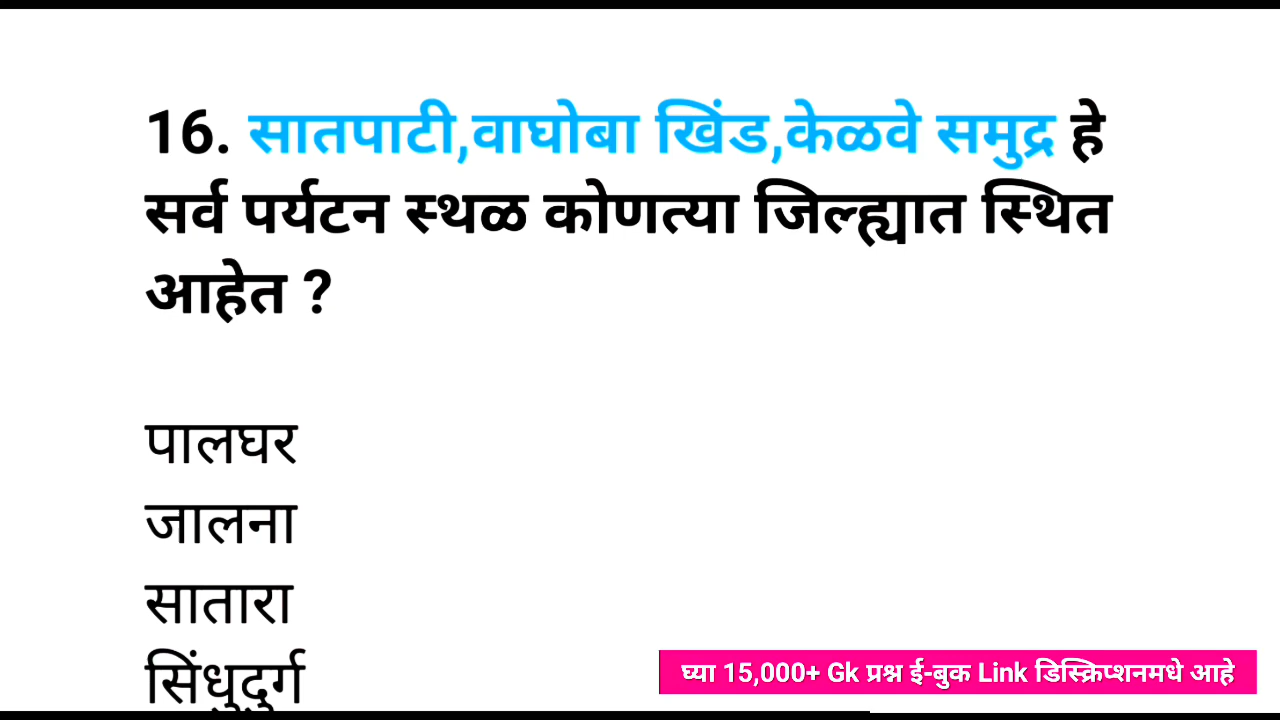 16. सातपाटी,वाघोबा खिंड,केळवे समुद्र हे
सर्व पर्यटन स्थळ कोणत्या जिल्ह्यात स्थित
आहेत ?
पालघर
जालना
सातारा
सिंधुदुर्ग
घ्या 15,000+ Gk प्रश्न ई-बुक Link डिस्क्रिप्शनमधे आहे